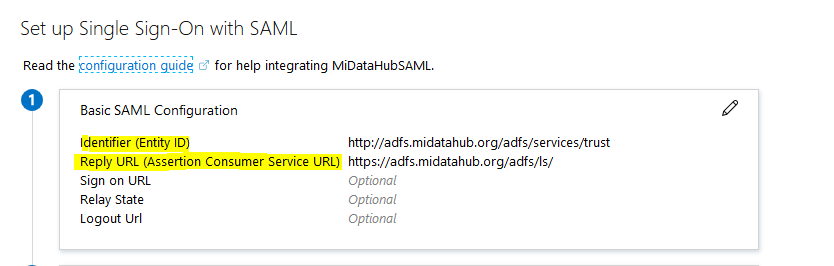 Set up Single Sign-On with SAML
Read the configuration guide for help integrating MiDataHubSAML.
1
Basic SAML Configuration
Identifier (Entity ID) http://adfs.midatahub.org/adfs/services/trust
Reply URL (Assertion Consumer Service URL) https://adfs.midatahub.org/adfs/ls/
Sign on URL Optional
Relay State Optional
Logout Url Optional